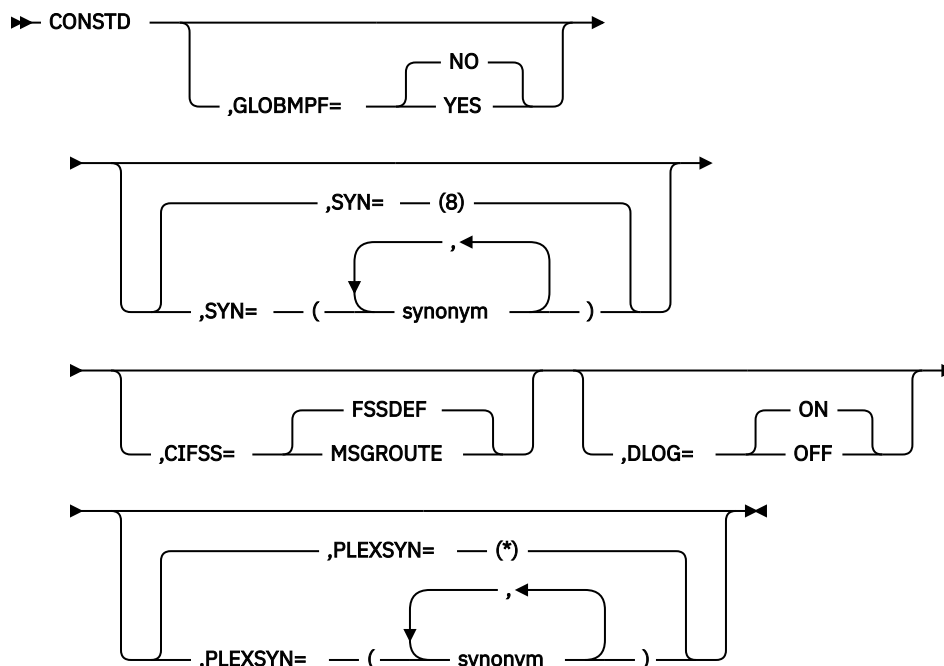 CONSTD
NO
,GLOBMPF= YES
,SYN= (8)
,
,SYN= ( synonym )
FSSDEF ON
,CIFSS= MSGROUTE ,DLOG= OFF
,PLEXSYN= (*)
,
,PLEXSYN= ( synonym )